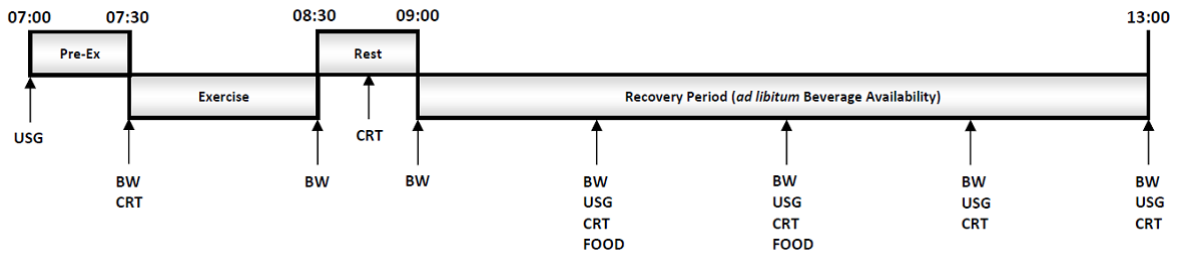 07:00
07:30
08:30
09:00
13:00
Pre-Ex
Rest
Exercise
Recovery Period (ad libitum Beverage Availability)
USG
CRT
BW
CRT
BW
BW
BW
USG
CRT
FOOD
BW
USG
CRT
FOOD
BW
USG
CRT
BW
USG
CRT